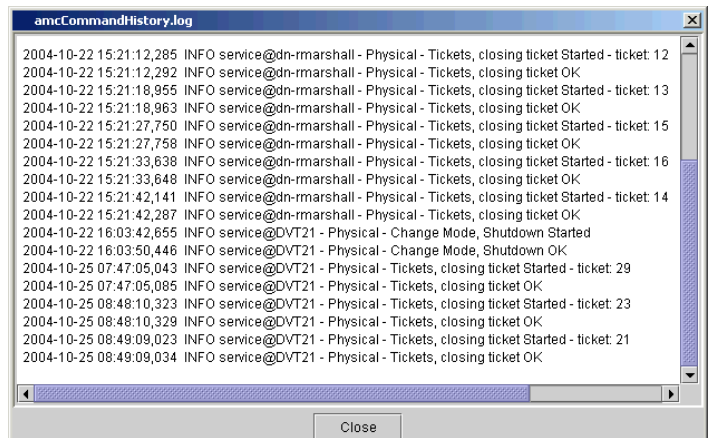 amcCommandHistory.log
2004-10-22 15:21:12,285 INFO service@dn-rmarshall - Physical - Tickets, closing ticket Started - ticket: 12
2004-10-22 15:21:12,292 INFO service@dn-rmarshall - Physical - Tickets, closing ticket OK
2004-10-22 15:21:18,955 INFO service@dn-rmarshall - Physical - Tickets, closing ticket Started - ticket: 13
2004-10-22 15:21:18,963 INFO service@dn-rmarshall - Physical - Tickets, closing ticket OK
2004-10-22 15:21:27,750 INFO service@dn-rmarshall - Physical - Tickets, closing ticket Started - ticket: 15
2004-10-22 15:21:27,758 INFO service@dn-rmarshall - Physical - Tickets, closing ticket OK
2004-10-22 15:21:33,638 INFO service@dn-rmarshall - Physical - Tickets, closing ticket Started - ticket: 16
2004-10-22 15:21:33,648 INFO service@dn-rmarshall - Physical - Tickets, closing ticket OK
2004-10-22 15:21:42,141 INFO service@dn-rmarshall - Physical - Tickets, closing ticket Started - ticket: 14
2004-10-22 15:21:42,287 INFO service@dn-rmarshall - Physical - Tickets, closing ticket OK
2004-10-22 16:03:42,655 INFO service@DVT21 - Physical - Change Mode, Shutdown Started
2004-10-22 16:03:50,446 INFO service@DVT21 - Physical - Change Mode, Shutdown OK
2004-10-25 07:47:05,043 INFO service@DVT21 - Physical - Tickets, closing ticket Started - ticket: 29
2004-10-25 07:47:05,085 INFO service@DVT21 - Physical - Tickets, closing ticket OK
2004-10-25 08:48:10,323 INFO service@DVT21 - Physical - Tickets, closing ticket Started - ticket: 23
2004-10-25 08:48:10,329 INFO service@DVT21 - Physical - Tickets, closing ticket OK
2004-10-25 08:49:09,023 INFO service@DVT21 - Physical - Tickets, closing ticket Started - ticket: 21
2004-10-25 08:49:09,034 INFO service@DVT21 - Physical - Tickets, closing ticket OK
Close